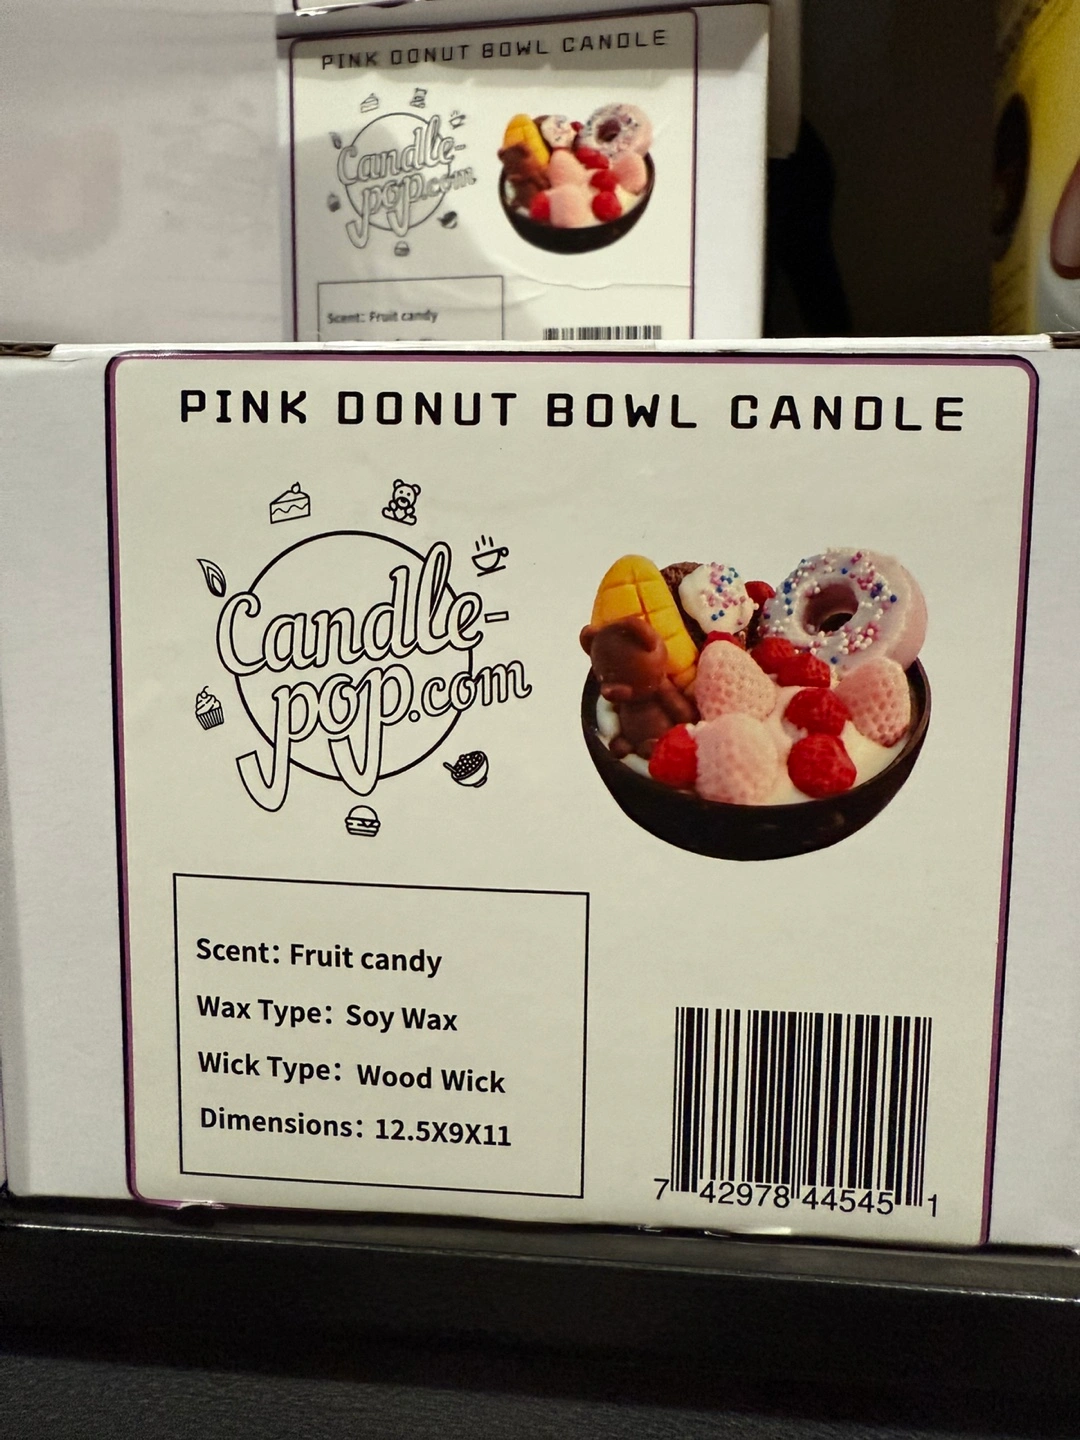 PINK DONUT BOWL CANDLE
Candle-
pop.com
Scent: Fruit candy
PINK DONUT BOWL CANDLE
Candle-
pop.com
Scent: Fruit candy
Wax Type: Soy Wax
Wick Type: Wood Wick
Dimensions: 12.5X9X11
7 42978 44545 1